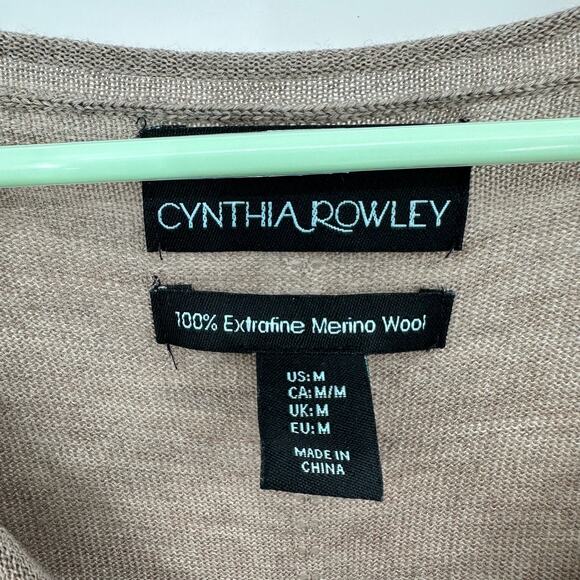 CYNTHIA ROWLEY
100% Extrafine Merino Wool
US: M
CA: M/M
UK: M
EU: M
MADE IN
CHINA